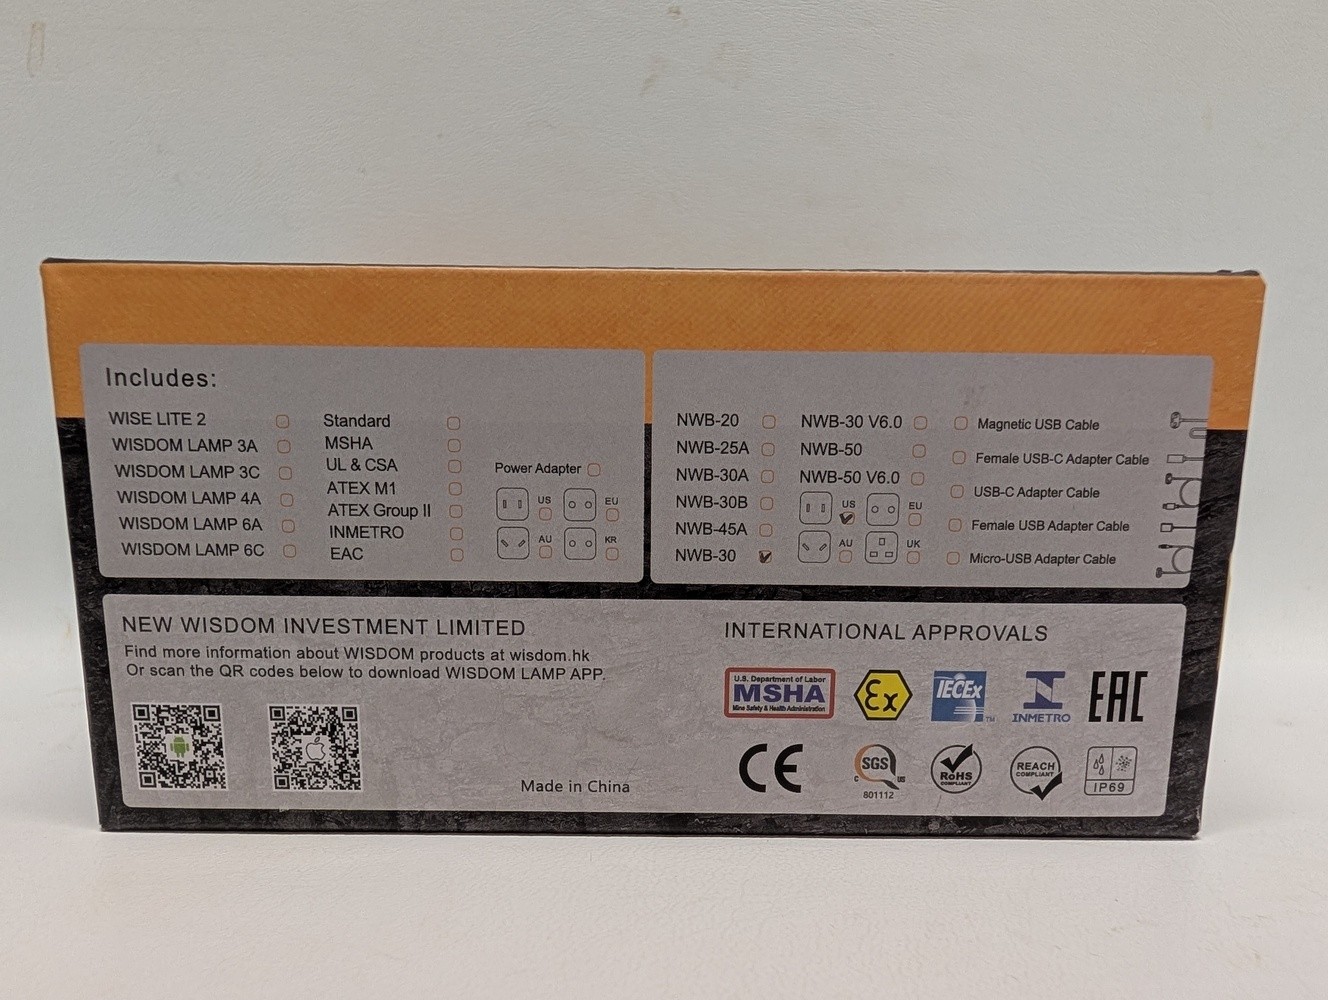 Includes:
WISE LITE 2
WISDOM LAMP 3A
WISDOM LAMP 3C
WISDOM LAMP 4A
WISDOM LAMP 6A
WISDOM LAMP 6C
Standard
MSHA
UL & CSA
ATEX M1
ATEX Group II
INMETRO
EAC
Power Adapter
US
EU
AU
KR
NWB-20
NWB-25A
NWB-30A
NWB-30B
NWB-45A
NWB-30
NWB-30 V6.0
NWB-50
NWB-50 V6.0
US
EU
AU
UK
Magnetic USB Cable
Female USB-C Adapter Cable
USB-C Adapter Cable
Female USB Adapter Cable
Micro-USB Adapter Cable
NEW WISDOM INVESTMENT LIMITED
Find more information about WISDOM products at wisdom.hk
Or scan the QR codes below to download WISDOM LAMP APP.
Made in China
INTERNATIONAL APPROVALS
U.S. Department of Labor
MSHA
Mine Safety & Health Administration
Ex
IECEx
TM
INMETRO
EAC
CE
SGS
C US
801112
RoHS
COMPLIANT
REACH
COMPLIANT
IP69